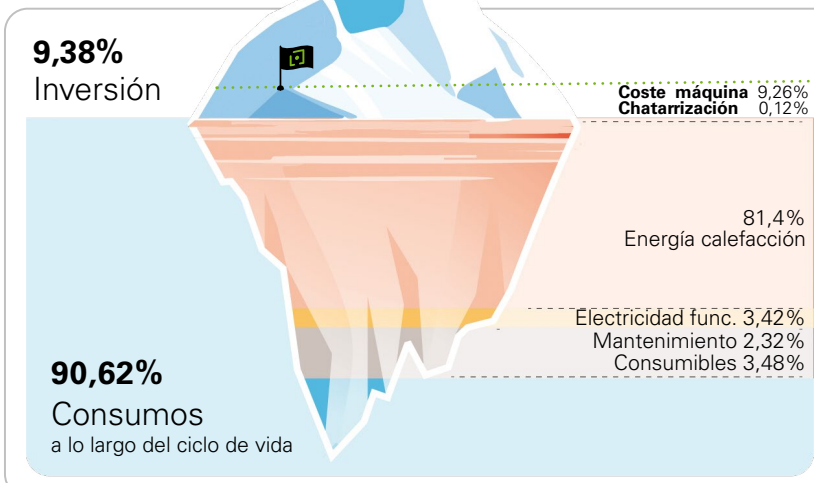 9,38%
Inversión
Coste máquina 9,26%
Chatarrización 0,12%
81,4%
Energía calefacción
Electricidad func. 3,42%
Mantenimiento 2,32%
Consumibles 3,48%
90,62%
Consumos
a lo largo del ciclo de vida